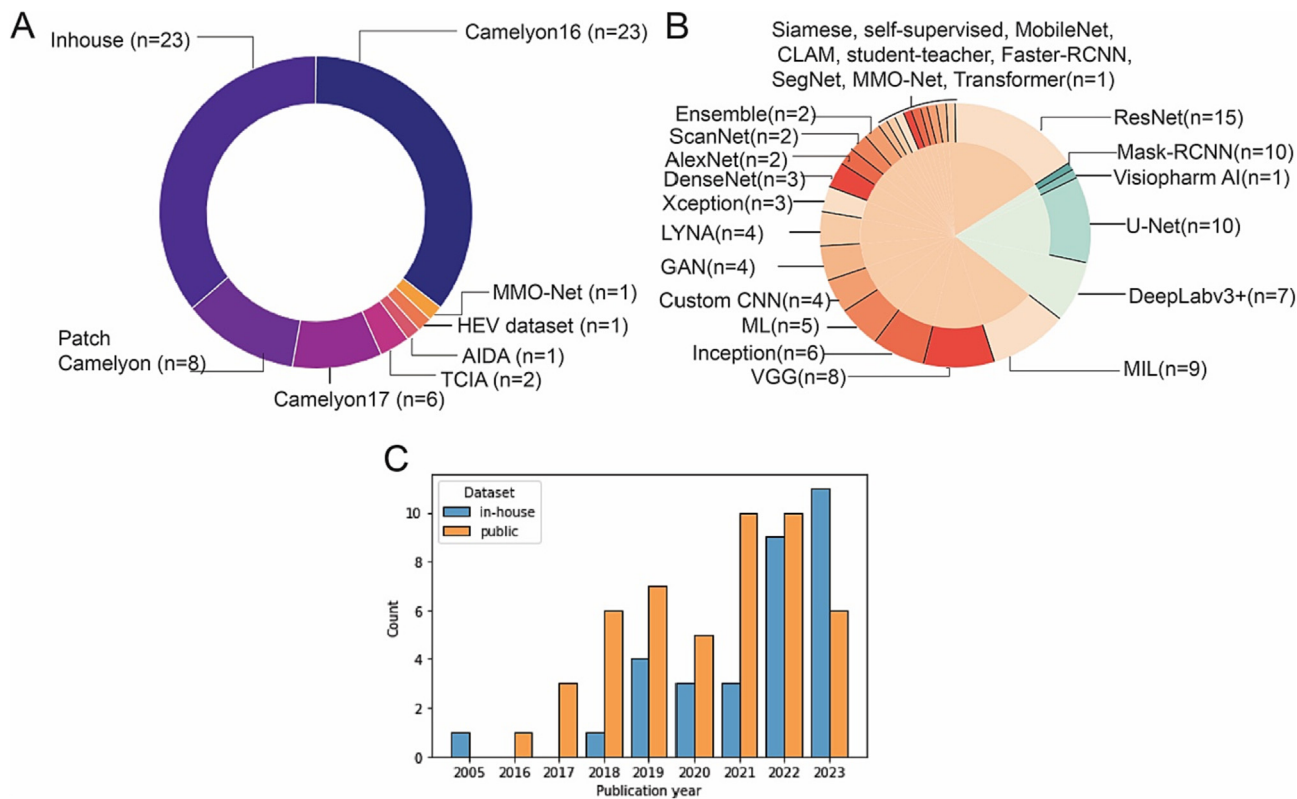 A
Inhouse (n=23)
Camelyon16 (n=23)
MMO-Net (n=1)
HEV dataset (n=1)
AIDA (n=1)
TCIA (n=2)
Camelyon17 (n=6)
Patch
Camelyon (n=8)
B
Siamese, self-supervised, MobileNet,
CLAM, student-teacher, Faster-RCNN,
SegNet, MMO-Net, Transformer(n=1)
Ensemble(n=2)
ScanNet(n=2)
AlexNet(n=2)
DenseNet(n=3)
Xception(n=3)
LYNA(n=4)
GAN(n=4)
Custom CNN(n=4)
ML(n=5)
Inception(n=6)
VGG(n=8)
ResNet(n=15)
Mask-RCNN(n=10)
Visiopharm AI(n=1)
U-Net(n=10)
DeepLabv3+(n=7)
MIL(n=9)
C
Dataset
in-house
public
Count
10
8
6
4
2
0
2005 2016 2017 2018 2019 2020 2021 2022 2023
Publication year